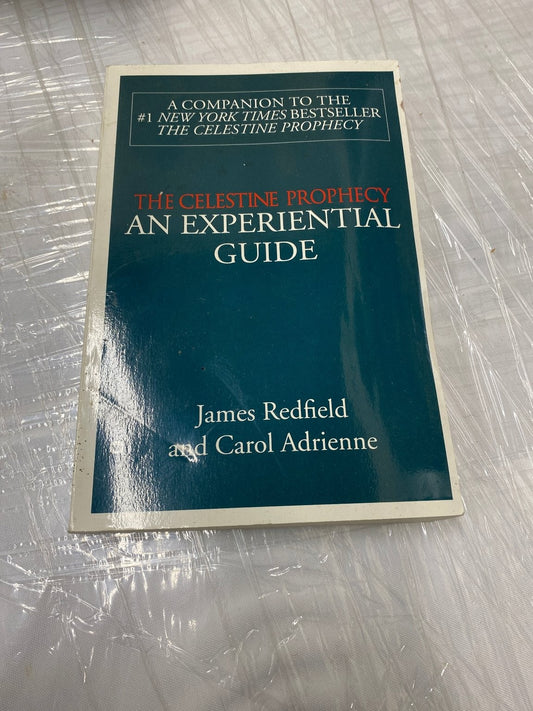 A COMPANION TO THE
#1 NEW YORK TIMES BESTSELLER
THE CELESTINE PROPHECY
THE CELESTINE PROPHECY
AN EXPERIENTIAL
GUIDE
James Redfield
and Carol Adrienne